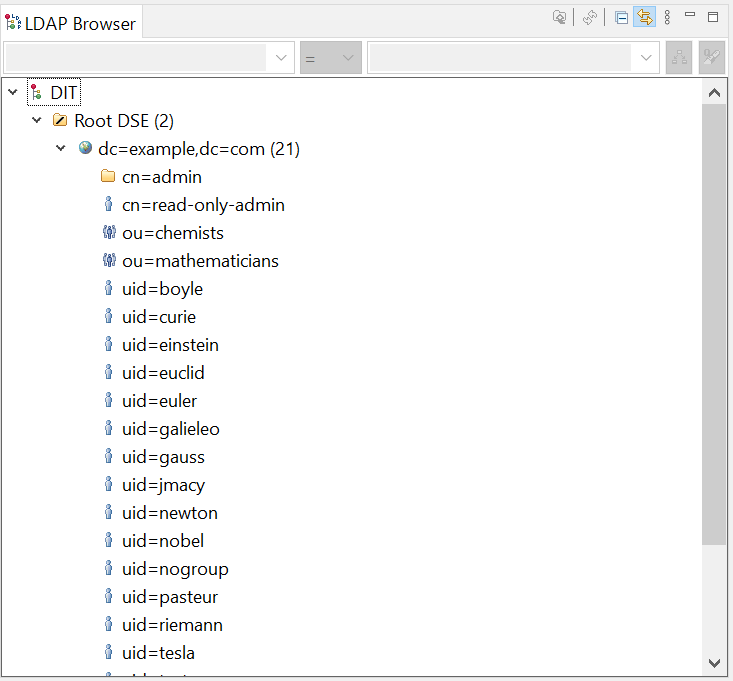 LDAP Browser
=
DIT
Root DSE (2)
dc=example,dc=com (21)
cn=admin
cn=read-only-admin
ou=chemists
ou=mathematicians
uid=boyle
uid=curie
uid=einstein
uid=euclid
uid=euler
uid=galieleo
uid=gauss
uid=jmacy
uid=newton
uid=nobel
uid=nogroup
uid=pasteur
uid=riemann
uid=tesla